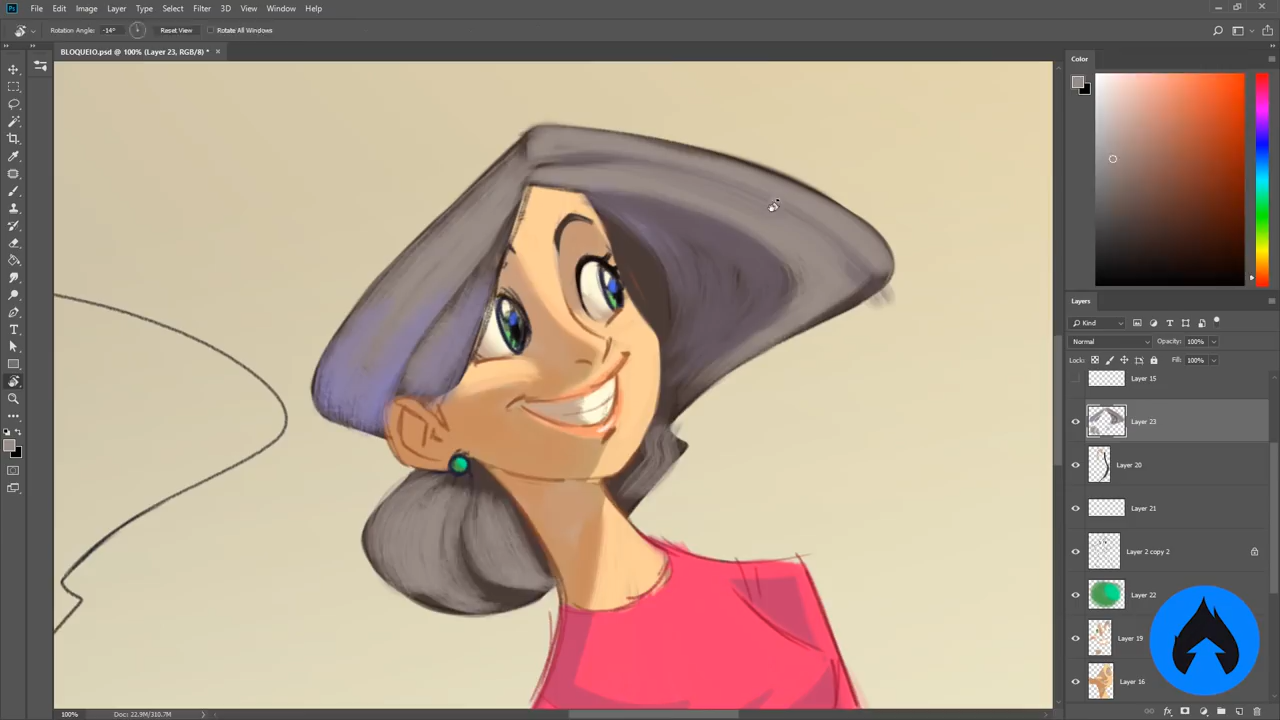 Ps File Edit Image Layer Type Select Filter 3D View Window Help
Rotation Angle: -14° Reset View Rotate All Windows
BLOQUEIO.psd @ 100% (Layer 23, RGB/8) * ×
Color
Layers
Kind
Normal Opacity: 100%
Lock: Fill: 100%
Layer 15
Layer 23
Layer 20
Layer 21
Layer 2 copy 2
Layer 22
Layer 19
Layer 16
100% Doc: 22.9M/310.7M